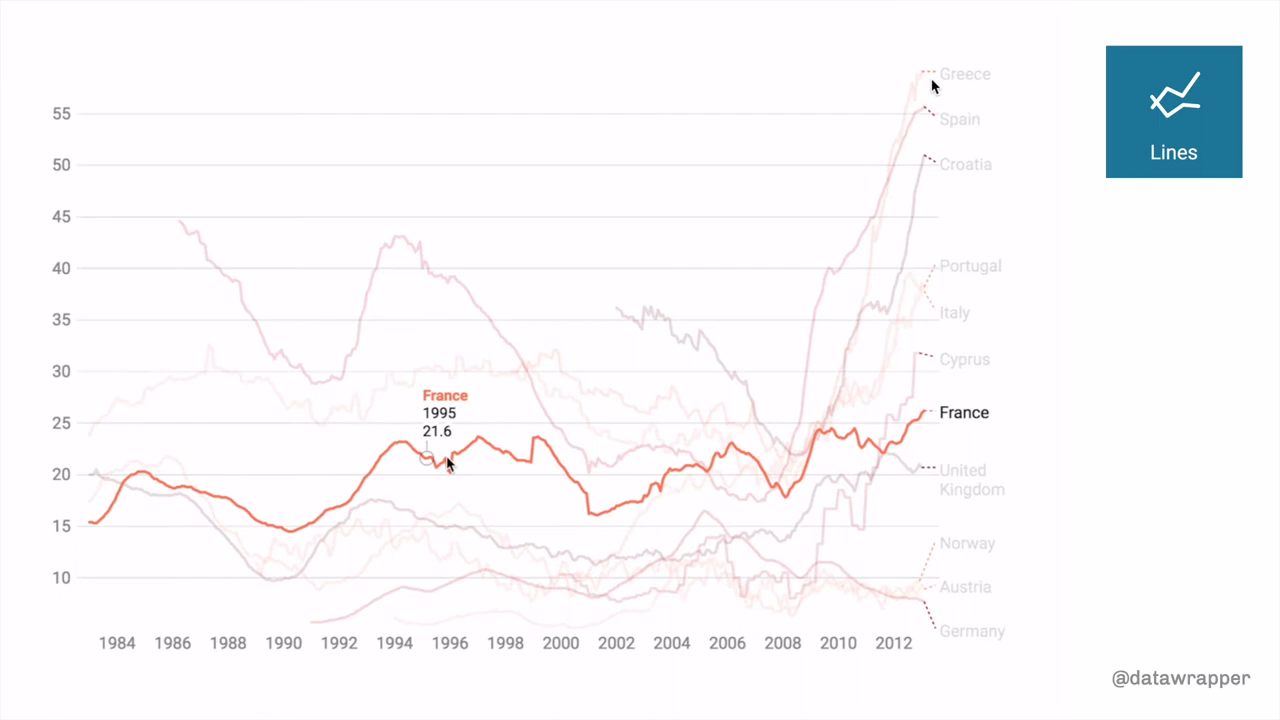 Greece
Spain
Croatia
Portugal
Italy
Cyprus
France
United
Kingdom
Norway
Austria
Germany
55
50
45
40
35
30
25
20
15
10
France
1995
21.6
1984 1986 1988 1990 1992 1994 1996 1998 2000 2002 2004 2006 2008 2010 2012
Lines
@datawrapper